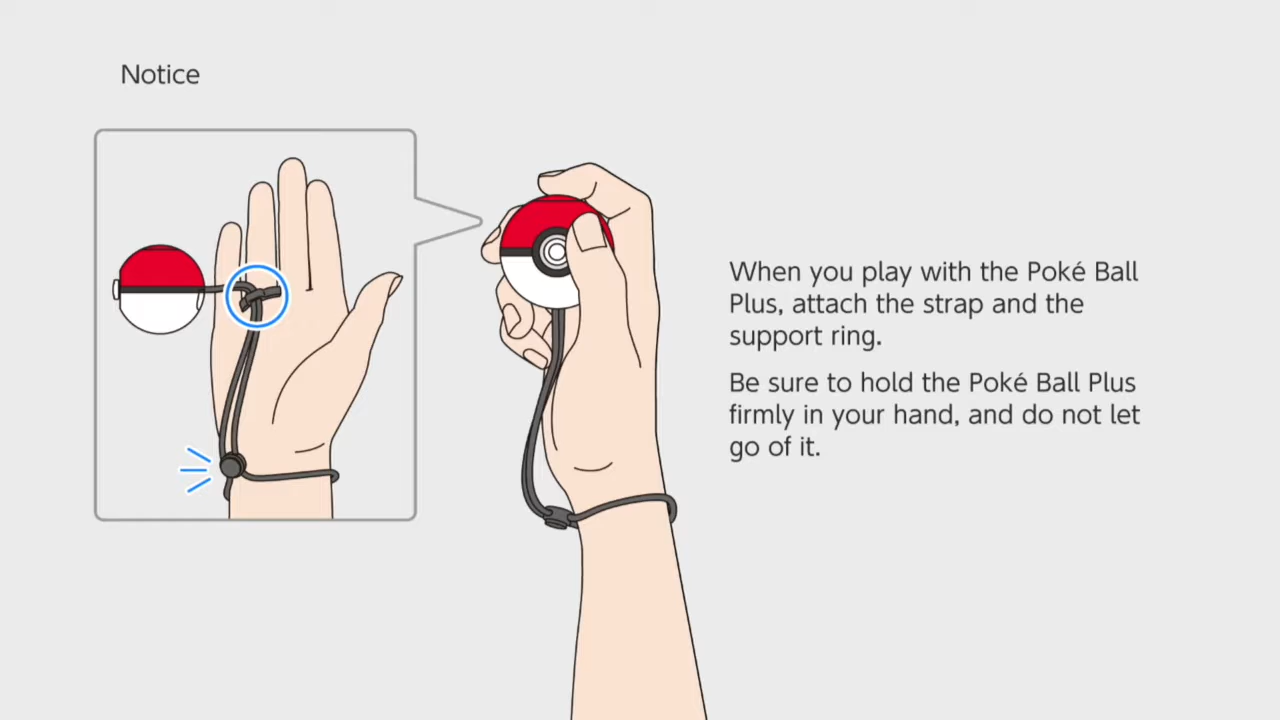 Notice
When you play with the Poké Ball
Plus, attach the strap and the
support ring.
Be sure to hold the Poké Ball Plus
firmly in your hand, and do not let
go of it.